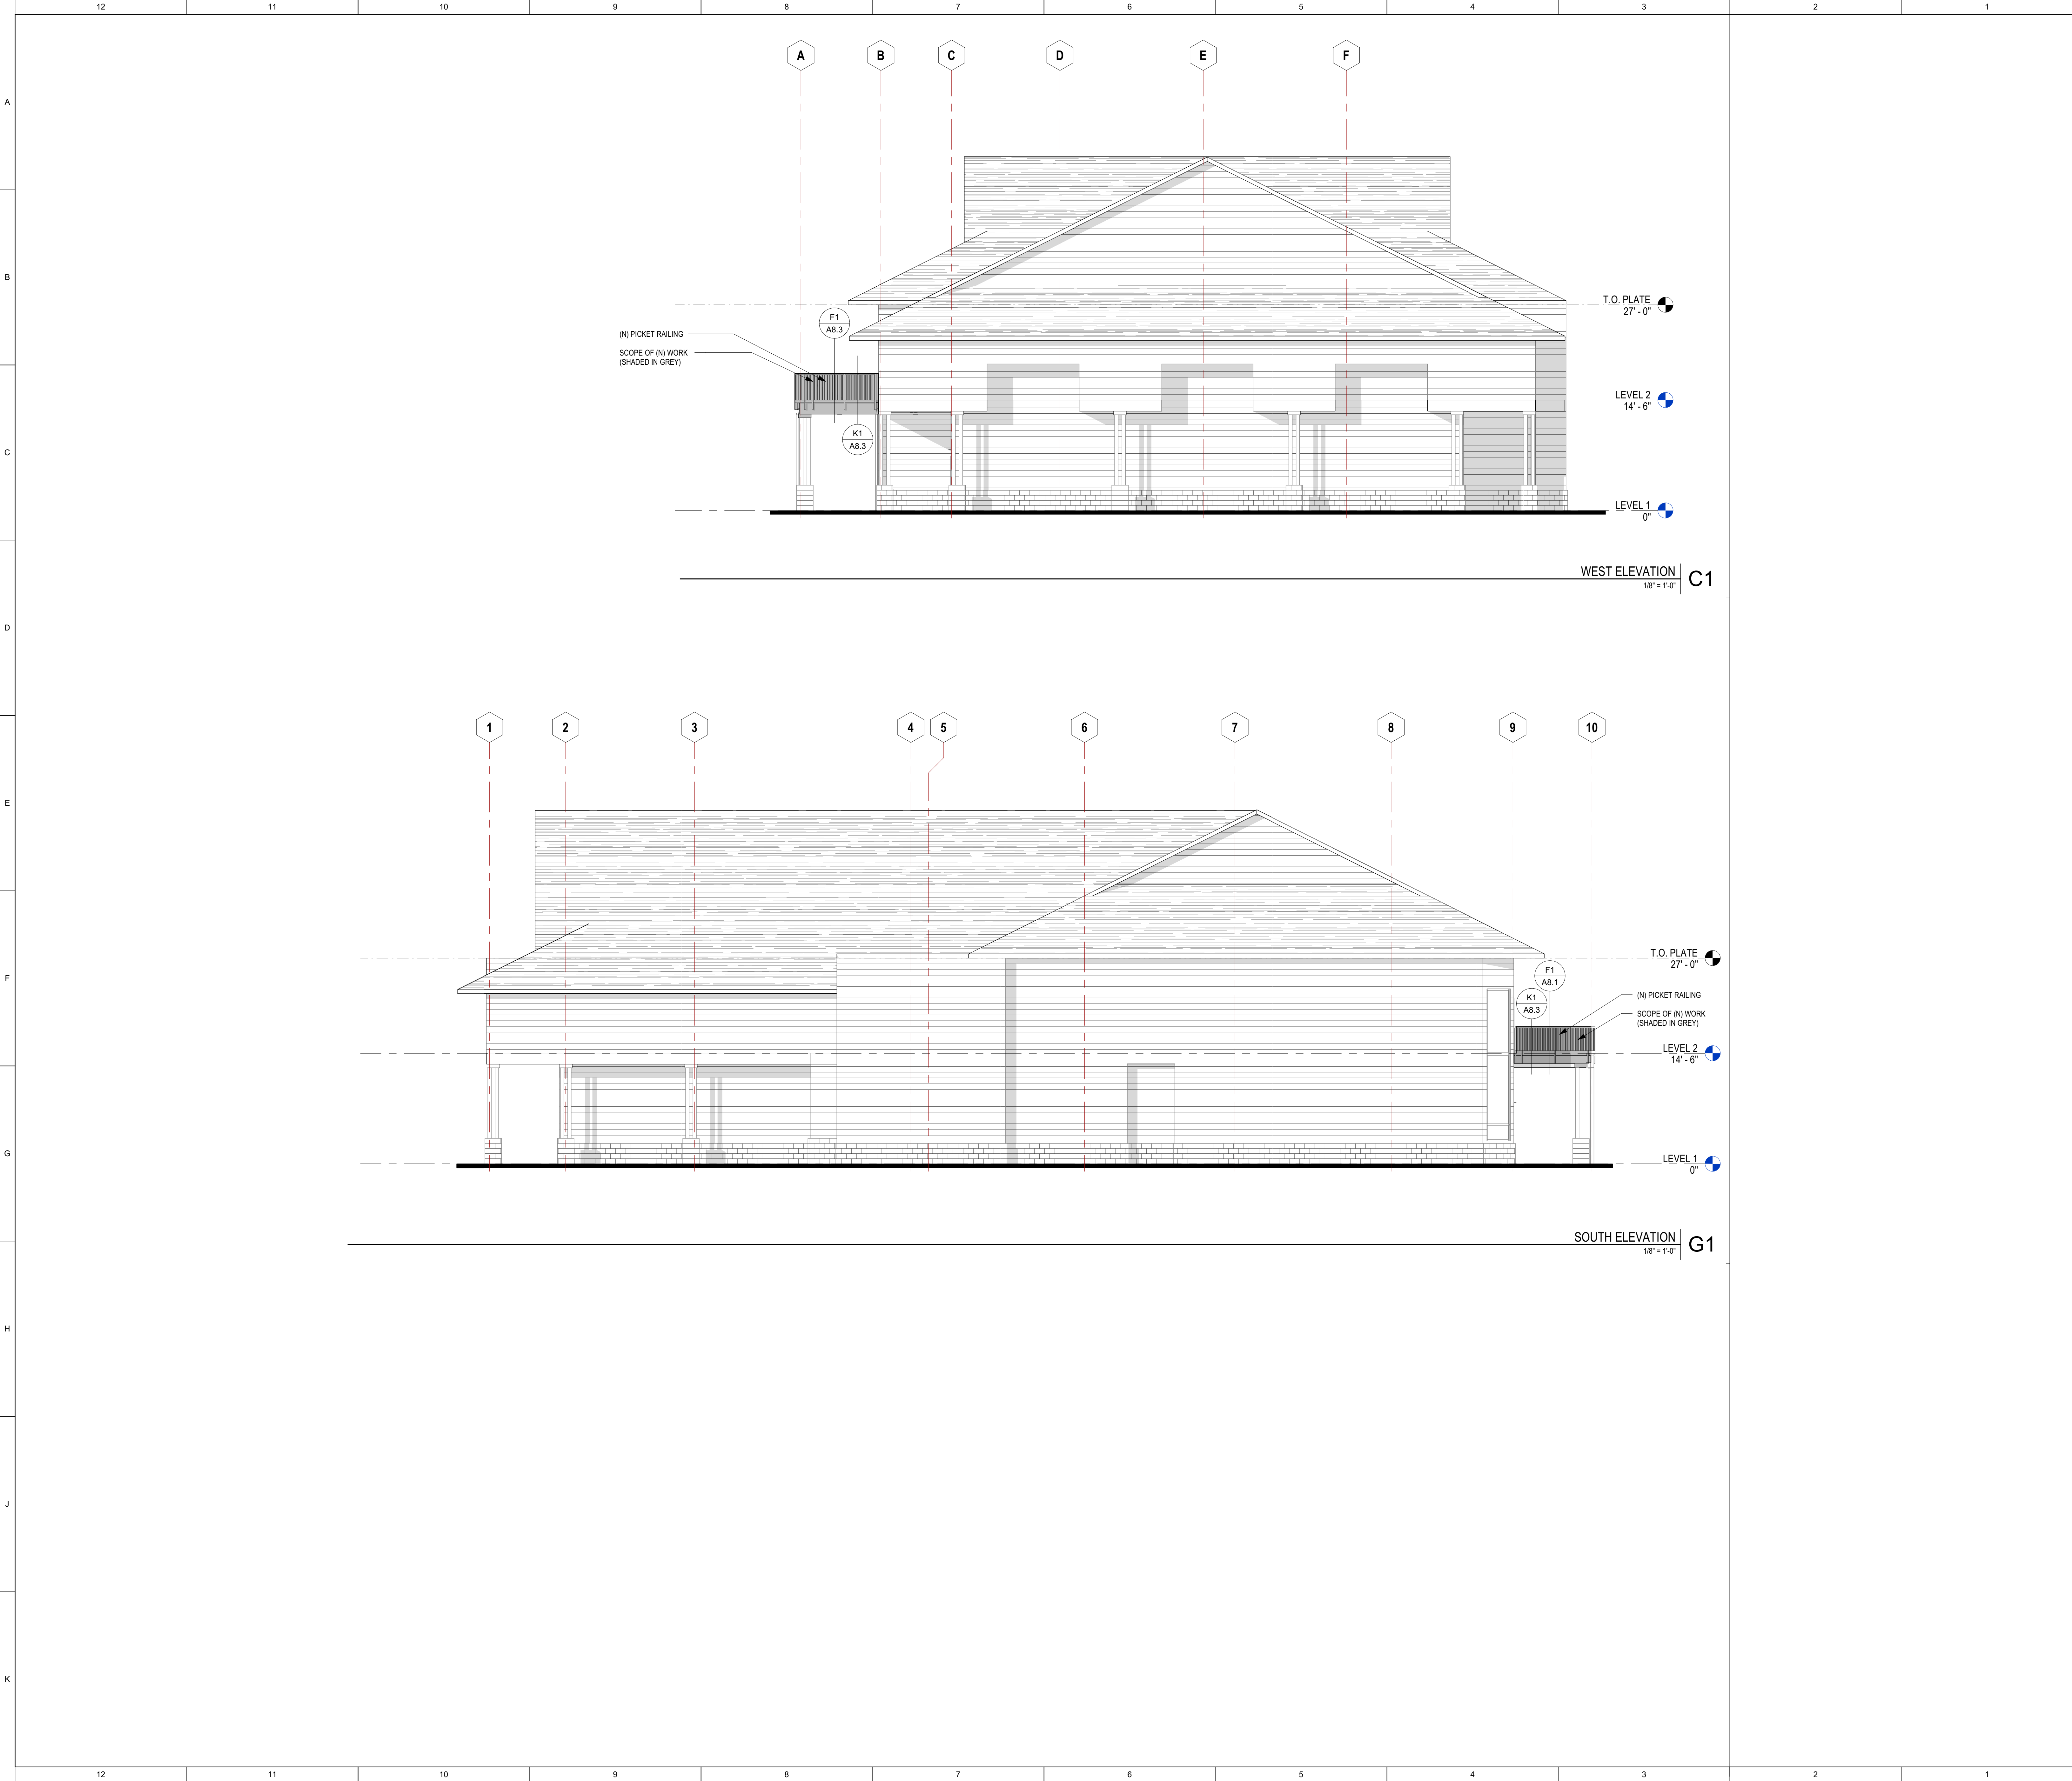 12 11 10 9 8 7 6 5 4 3 2 1
A B C D E F
A
B
T.O. PLATE
27' - 0"
F1
A8.3
(N) PICKET RAILING
SCOPE OF (N) WORK
(SHADED IN GREY)
LEVEL 2
14' - 6"
K1
A8.3
C
LEVEL 1
0"
WEST ELEVATION
1/8" = 1'-0"
C1
D
1 2 3 4 5 6 7 8 9 10
E
T.O. PLATE
27' - 0"
F
F1
A8.1
K1
A8.3
(N) PICKET RAILING
SCOPE OF (N) WORK
(SHADED IN GREY)
LEVEL 2
14' - 6"
G
LEVEL 1
0"
SOUTH ELEVATION
1/8" = 1'-0"
G1
H
J
K
12 11 10 9 8 7 6 5 4 3 2 1